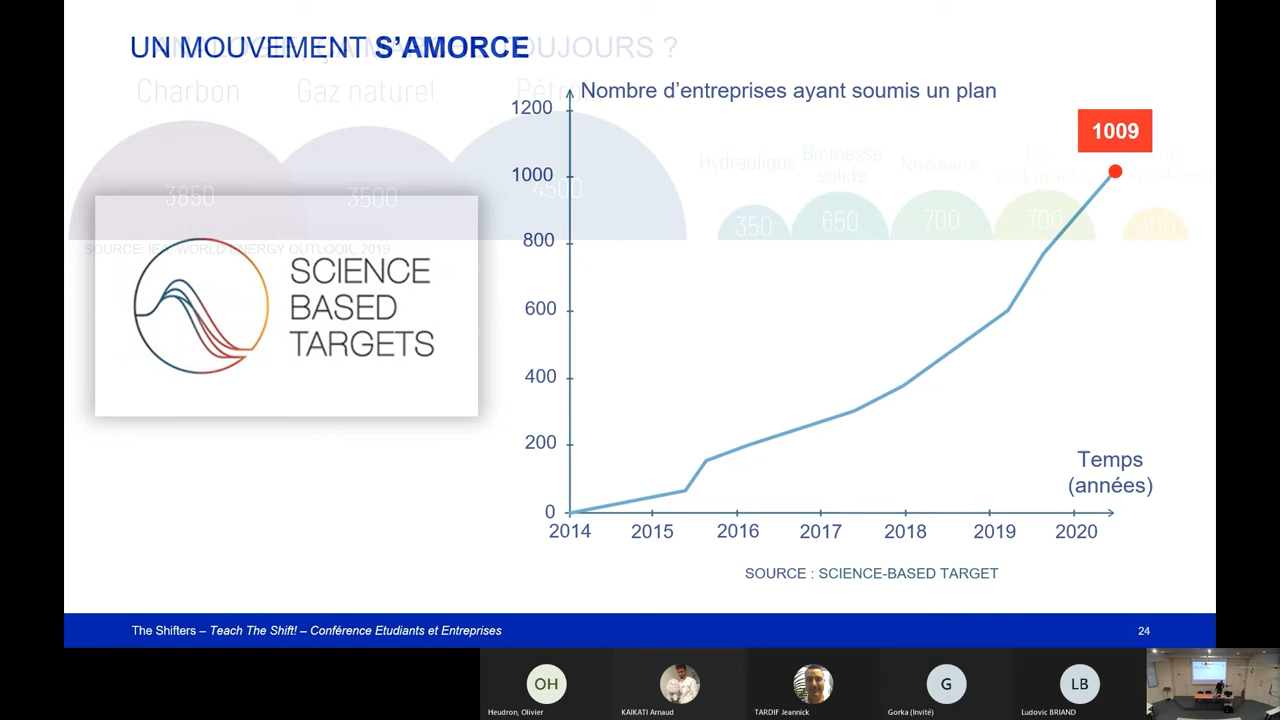 UN MOUVEMENT S’AMORCE
TOUJOURS ?
Charbon
Gaz naturel
Nombre d’entreprises ayant soumis un plan
1200
1000
800
600
400
200
0
1009
Hydraulique
Biomasse
solide
Nucléaire
3850
3500
4500
350
650
700
700
300
SOURCE: IEA, WORLD ENERGY OUTLOOK, 2019
SCIENCE
BASED
TARGETS
Temps
(années)
2014
2015
2016
2017
2018
2019
2020
SOURCE : SCIENCE-BASED TARGET
The Shifters – Teach The Shift! – Conférence Etudiants et Entreprises
24
OH
G
LB
Heudron, Olivier
KAIKATI Arnaud
TARDIF Jeannick
Gorka (Invité)
Ludovic BRIAND